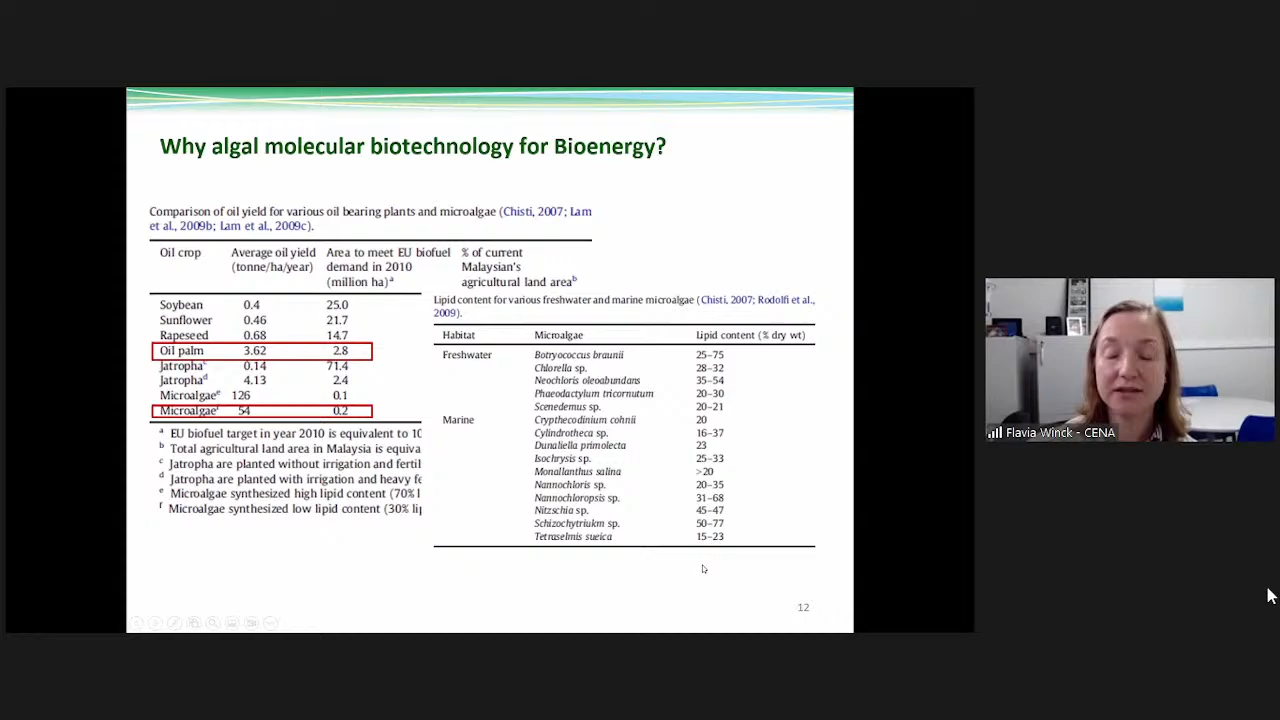 Why algal molecular biotechnology for Bioenergy?
Comparison of oil yield for various oil bearing plants and microalgae (Chisti, 2007; Lam
et al., 2009b; Lam et al., 2009c).
Oil crop Average oil yield Area to meet EU biofuel % of current
(tonne/ha/year) demand in 2010 Malaysian's
(million ha)a agricultural land areab
Soybean 0.4 25.0
Sunflower 0.46 21.7
Rapeseed 0.68 14.7
Oil palm 3.62 2.8
Jatrophac 0.14 71.4
Jatrophad 4.13 2.4
Microalgaee 126 0.1
Microalgaef 54 0.2
a EU biofuel target in year 2010 is equivalent to 10
b Total agricultural land area in Malaysia is equiva
c Jatropha are planted without irrigation and fertil
d Jatropha are planted with irrigation and heavy fe
e Microalgae synthesized high lipid content (70% l
f Microalgae synthesized low lipid content (30% lip
Lipid content for various freshwater and marine microalgae (Chisti, 2007; Rodolfi et al.,
2009).
Habitat Microalgae Lipid content (% dry wt)
Freshwater Botryococcus braunii 25–75
Chlorella sp. 28–32
Neochloris oleoabundans 35–54
Phaeodactylum tricornutum 20–30
Scenedemus sp. 20–21
Marine Crypthecodinium cohnii 20
Cylindrotheca sp. 16–37
Dunaliella primolecta 23
Isochrysis sp. 25–33
Monallanthus salina >20
Nannochloris sp. 20–35
Nannochloropsis sp. 31–68
Nitzschia sp. 45–47
Schizochytriukm sp. 50–77
Tetraselmis sueica 15–23
12
Flavia Winck - CENA